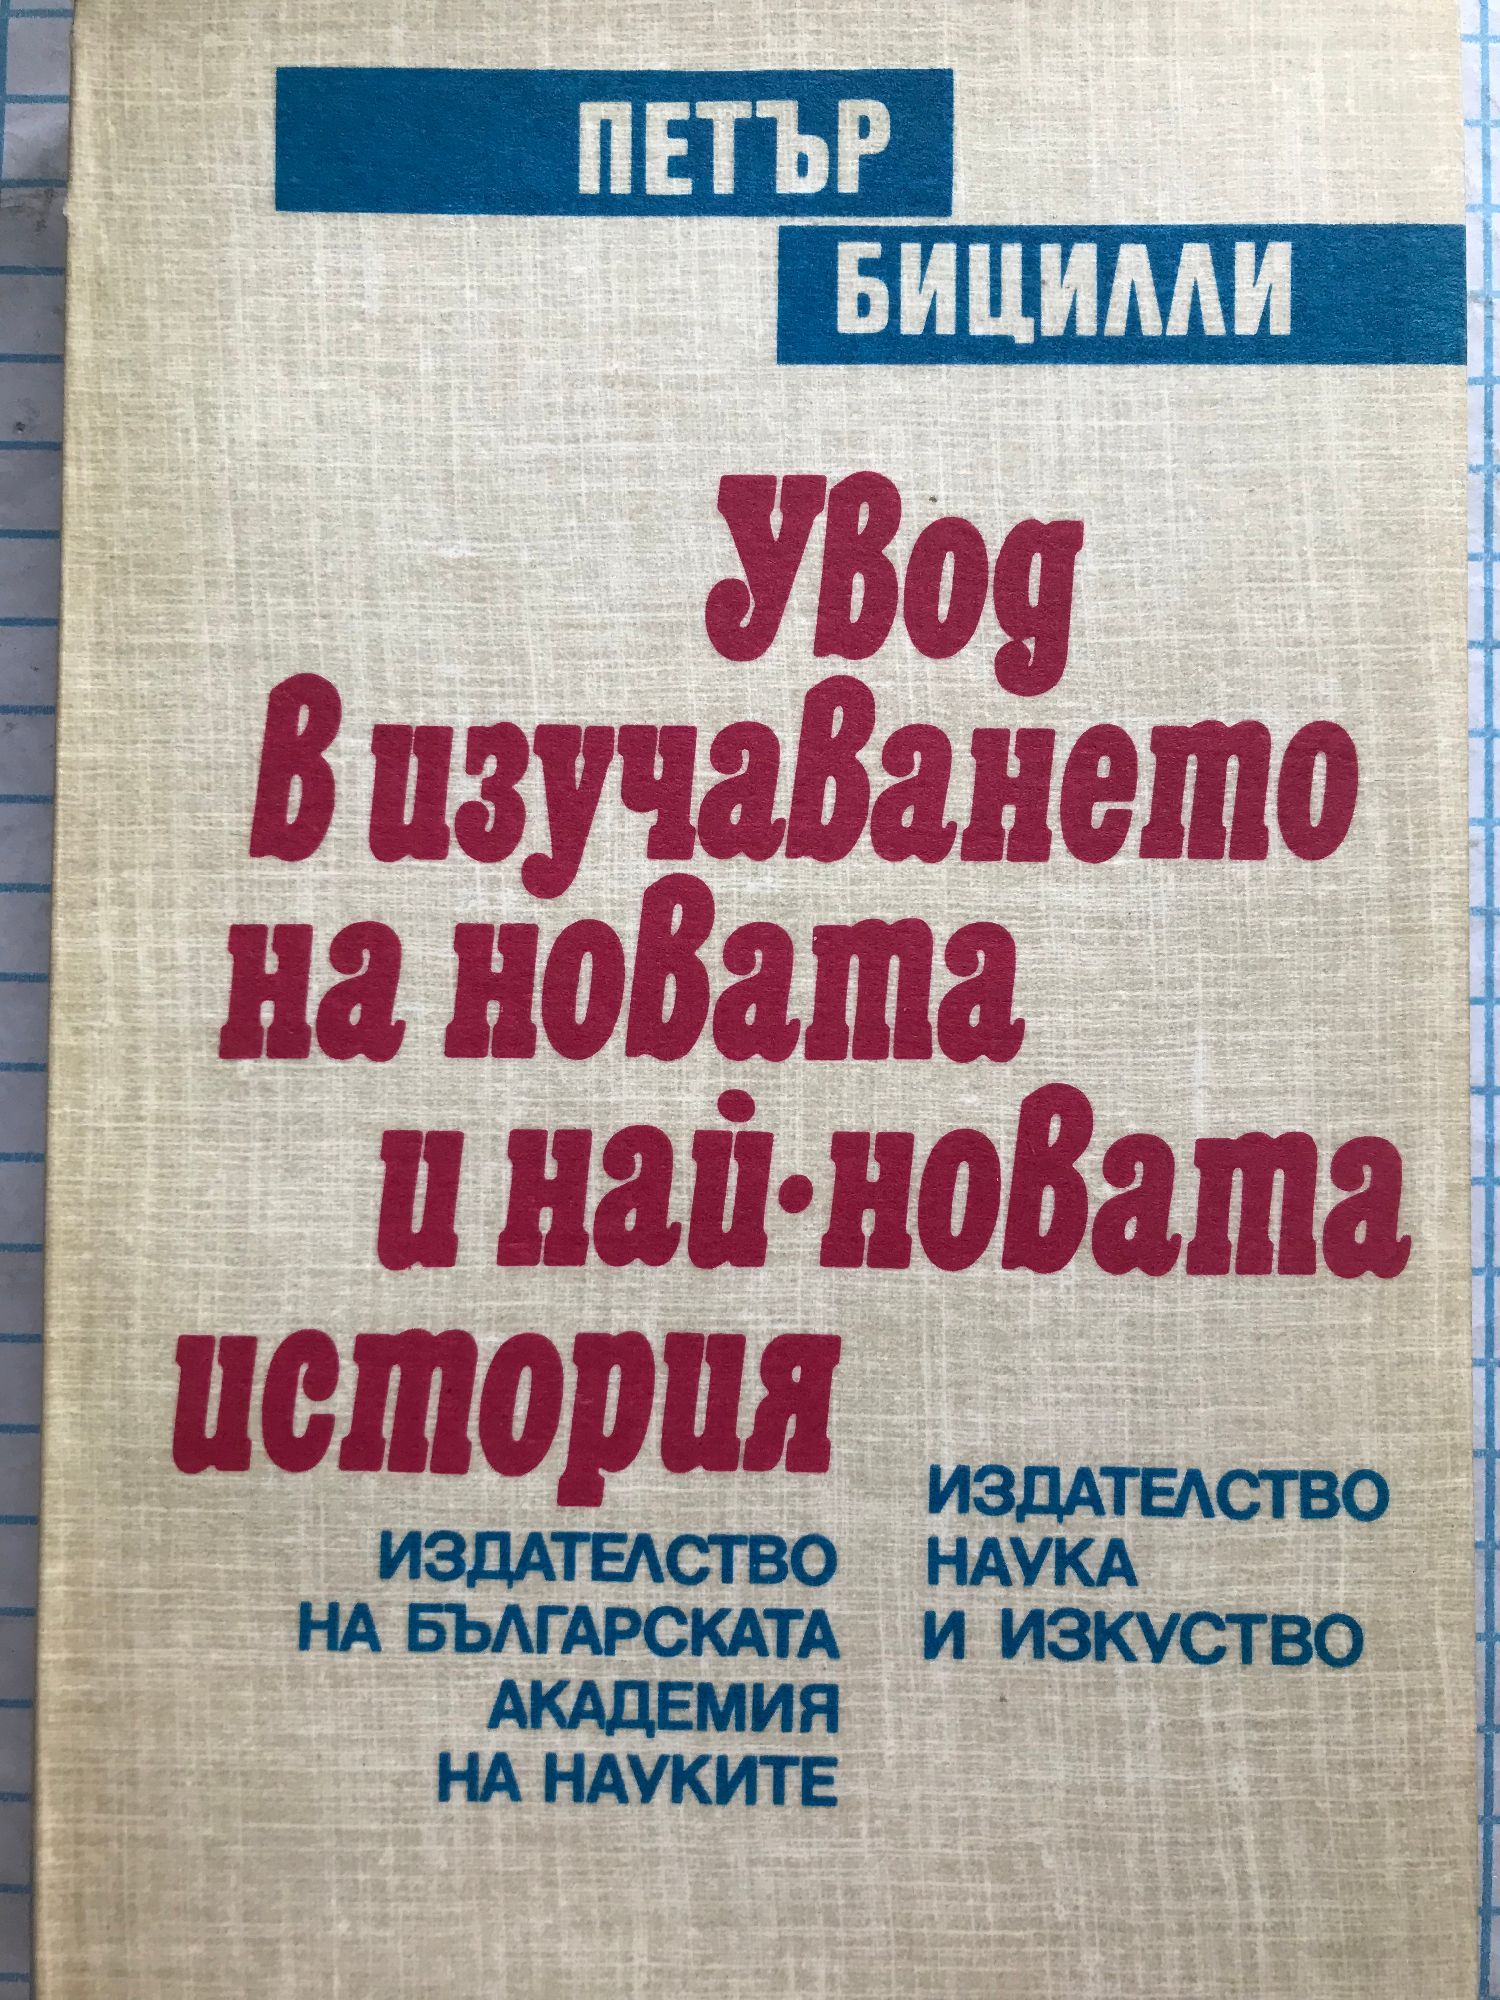 ПЕТЪР
БИЦИЛЛИ
Увод
в изучаването
на новата
и най-новата
история
ИЗДАТЕЛСТВО
НА БЪЛГАРСКАТА
АКАДЕМИЯ
НА НАУКИТЕ
ИЗДАТЕЛСТВО
НАУКА
И ИЗКУСТВО